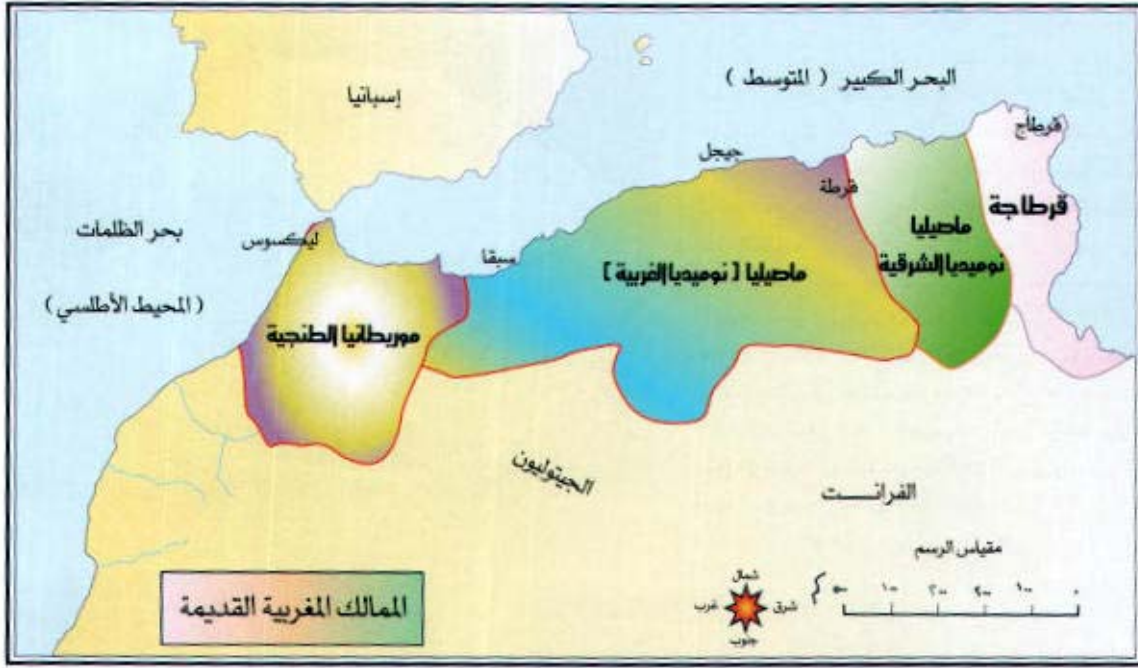 البحر الكبير ( المتوسط )
إسبانيا
قرطاج
جيجل
قرطة
قرطاجة
ماصيليا
نوميديا الشرقية
بحر الظلمات
ليكسوس
سيقا
ماصيليا [ نوميديا الغربية ]
( المحيط الأطلسي )
موريطانيا الطنجية
الجيتوليون
الفرانـــت
مقياس الرسم
شمال
غرب
شرق
جنوب
الممالك المغربية القديمة